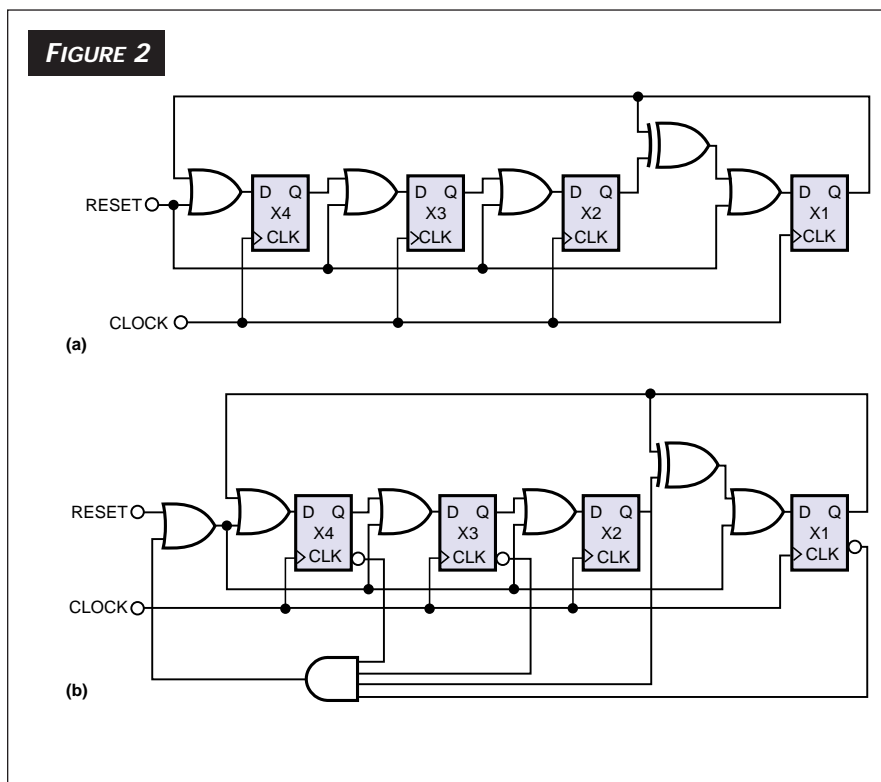 FIGURE 2
D Q D Q D Q D Q
RESET X4 X3 X2 X1
CLK CLK CLK CLK
CLOCK
(a)
RESET D Q D Q D Q D Q
X4 X3 X2 X1
CLK CLK CLK CLK
CLOCK
(b)